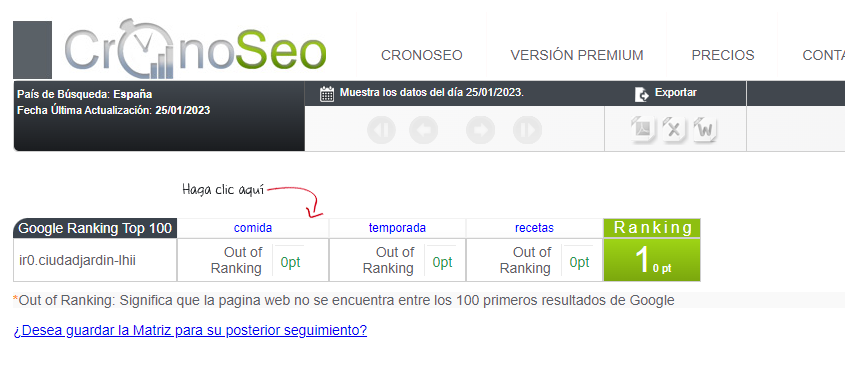 CronoSeo
CRONOSEO VERSIÓN PREMIUM PRECIOS CONTA
País de Búsqueda: España
Fecha Última Actualización: 25/01/2023
Muestra los datos del día 25/01/2023.
Exportar
Haga clic aquí
Google Ranking Top 100 comida temporada recetas Ranking
ir0.ciudadjardin-lhii Out of Ranking 0pt Out of Ranking 0pt Out of Ranking 0pt 1 0 pt
*Out of Ranking: Significa que la pagina web no se encuentra entre los 100 primeros resultados de Google
¿Desea guardar la Matriz para su posterior seguimiento?